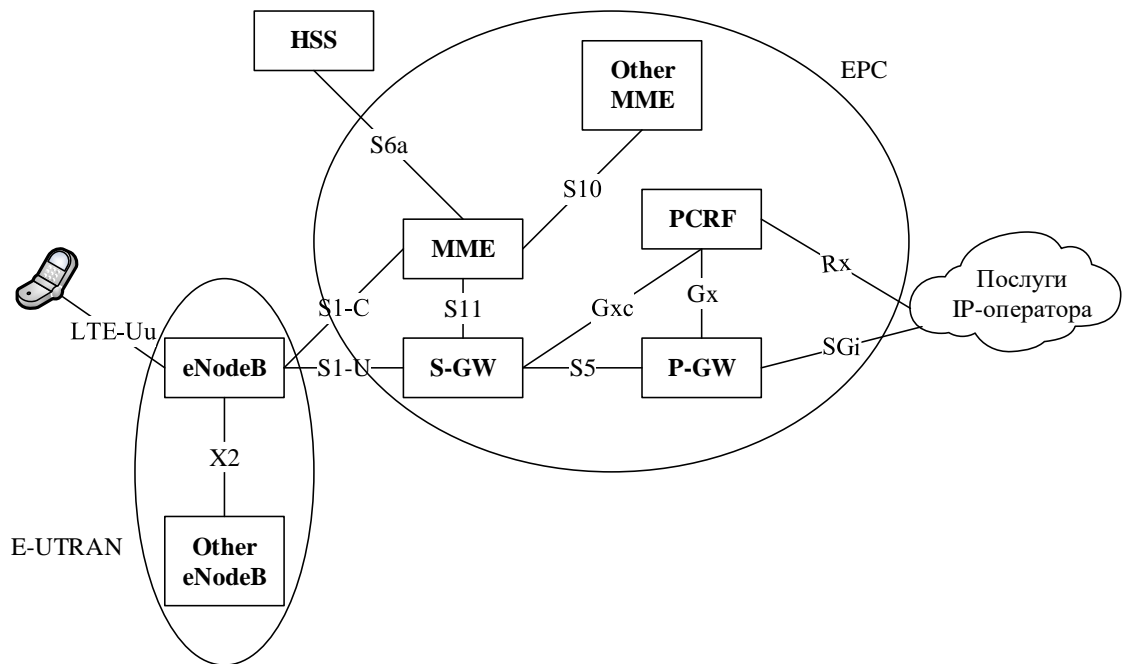 HSS
Other
MME
EPC
S6a
S10
MME
PCRF
Rx
Послуги
IP-оператора
LTE-Uu
S1-C
S11
Gxc
Gx
eNodeB
S1-U
S-GW
S5
P-GW
SGi
X2
E-UTRAN
Other
eNodeB